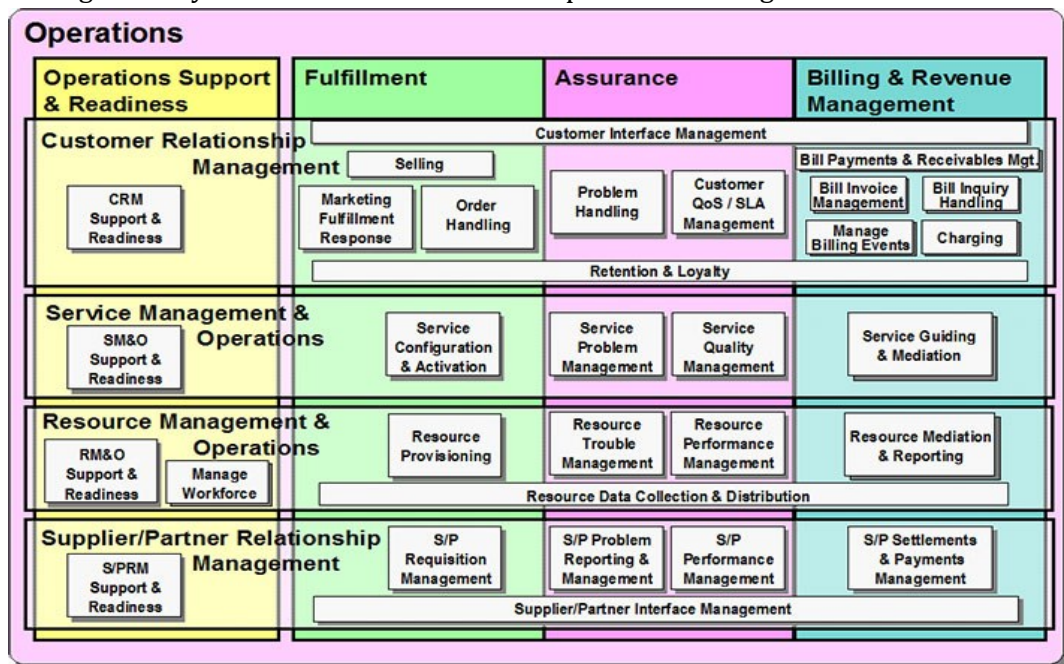 Operations
Operations Support
& Readiness
Fulfillment
Assurance
Billing & Revenue
Management
Customer Relationship
Management
Customer Interface Management
Selling
Bill Payments & Receivables Mgt.
CRM
Support &
Readiness
Marketing
Fulfillment
Response
Order
Handling
Problem
Handling
Customer
QoS / SLA
Management
Bill Invoice
Management
Bill Inquiry
Handling
Manage
Billing Events
Charging
Retention & Loyalty
Service Management &
Operations
SM&O
Support &
Readiness
Service
Configuration
& Activation
Service
Problem
Management
Service
Quality
Management
Service Guiding
& Mediation
Resource Management &
Operations
RM&O
Support &
Readiness
Manage
Workforce
Resource
Provisioning
Resource
Trouble
Management
Resource
Performance
Management
Resource Mediation
& Reporting
Resource Data Collection & Distribution
Supplier/Partner Relationship
Management
S/PRM
Support &
Readiness
S/P
Requisition
Management
S/P Problem
Reporting &
Management
S/P
Performance
Management
S/P Settlements
& Payments
Management
Supplier/Partner Interface Management